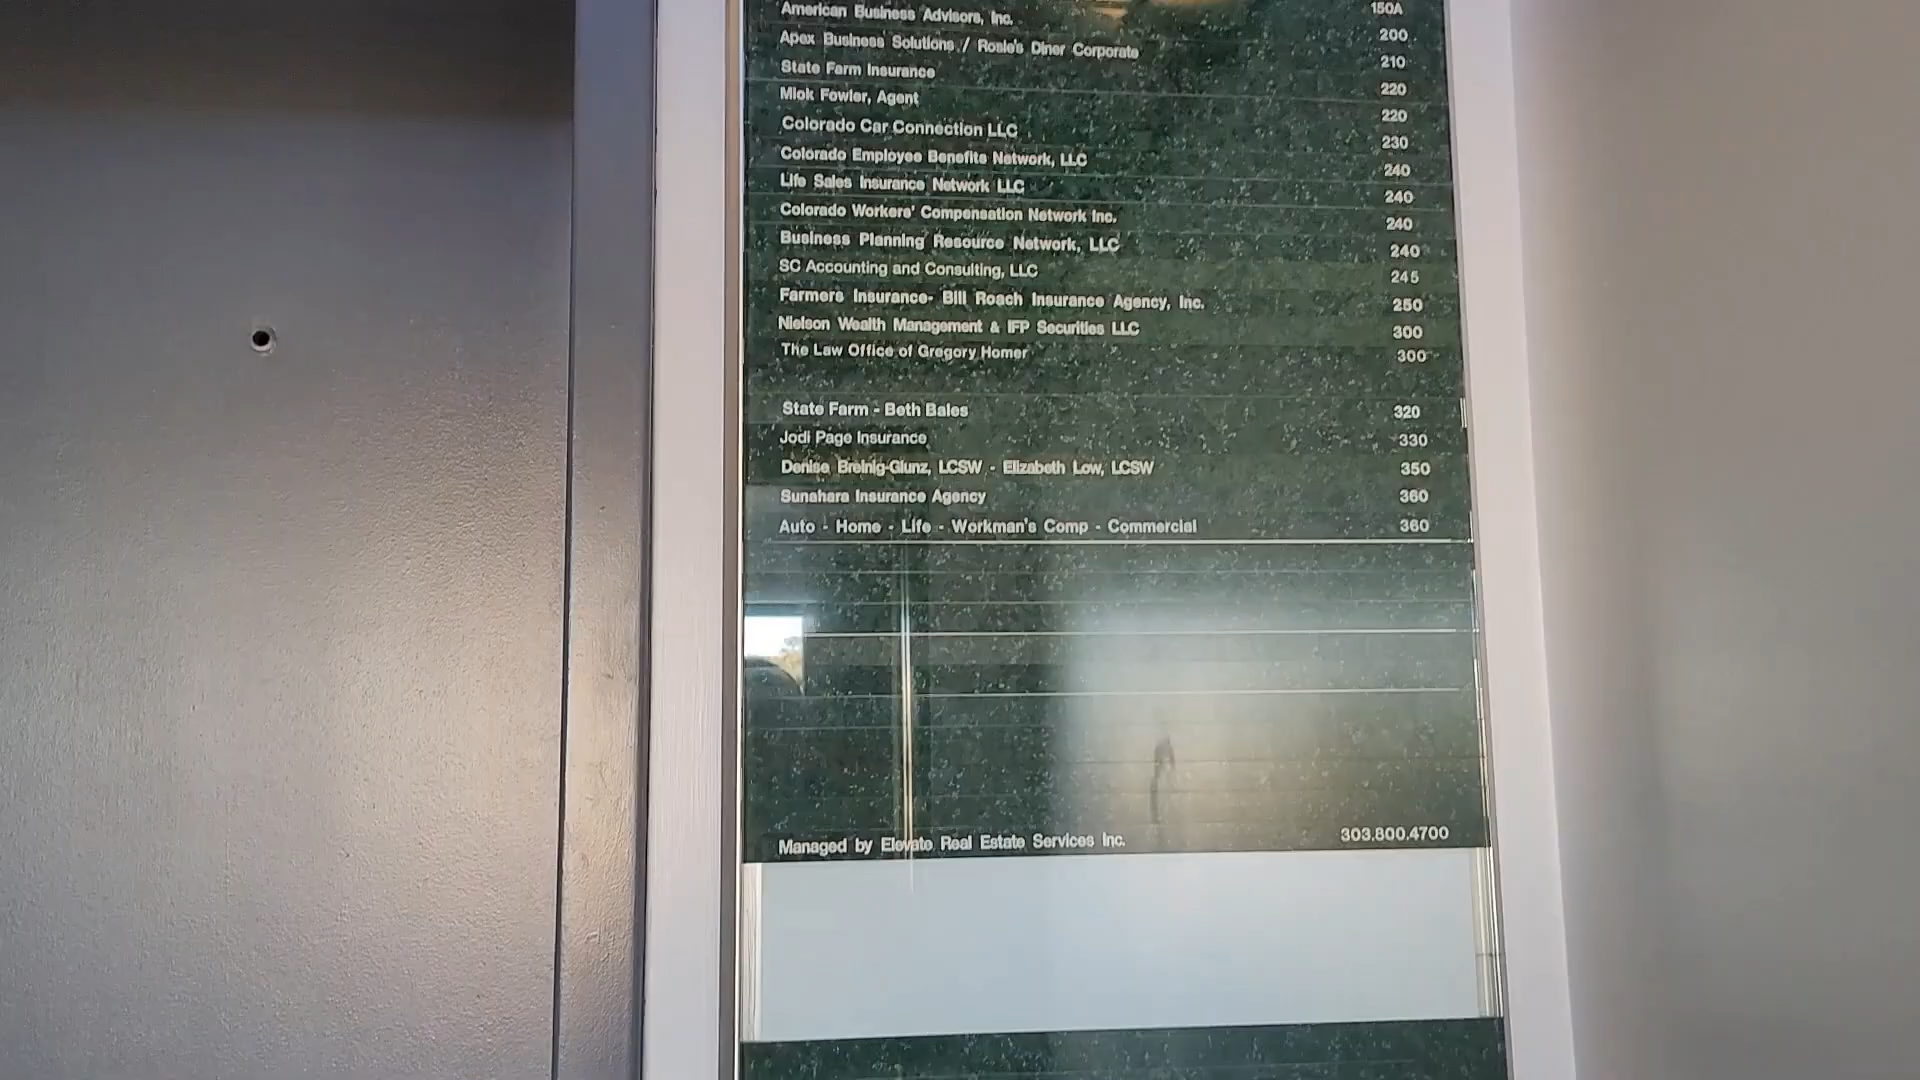 150A
American Business Advisors, Inc. 200
Apex Business Solutions / Rosie's Diner Corporate 210
State Farm Insurance 220
Mick Fowler, Agent 220
Colorado Car Connection LLC 230
Colorado Employee Benefits Network, LLC 240
Life Sales Insurance Network LLC 240
Colorado Workers' Compensation Network Inc. 240
Business Planning Resource Network, LLC 240
SC Accounting and Consulting, LLC 245
Farmers Insurance- Bill Roach Insurance Agency, Inc. 250
Nielson Wealth Management & IFP Securities LLC 300
The Law Office of Gregory Homer 300
State Farm - Beth Bales 320
Jodi Page Insurance 330
Denise Breinig-Glunz, LCSW - Elizabeth Low, LCSW 350
Sunahara Insurance Agency 360
Auto - Home - Life - Workman's Comp - Commercial 360
Managed by Elevate Real Estate Services Inc. 303.800.4700